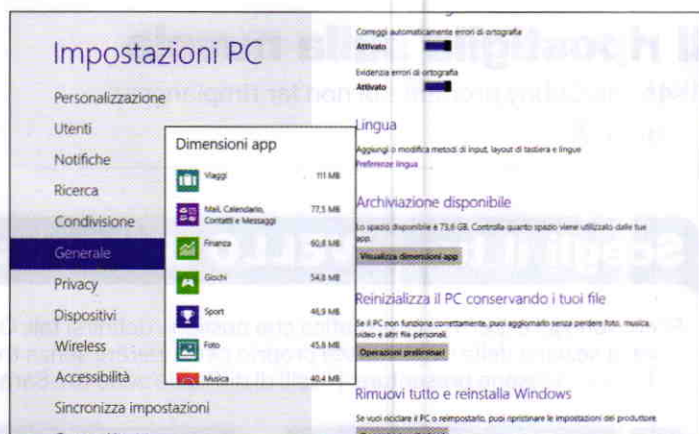 Impostazioni PC
Personalizzazione
Utenti
Notifiche
Ricerca
Condivisione
Generale
Privacy
Dispositivi
Wireless
Accessibilità
Sincronizza impostazioni
Dimensioni app
Viaggi 111 MB
Mail, Calendario,
Contatti e Messaggi 77,5 MB
Finanza 60,8 MB
Giochi 54,8 MB
Sport 46,9 MB
Foto 45,8 MB
Musica 40,4 MB
Correggi automaticamente errori di ortografia
Attivato
Evidenzia errori di ortografia
Attivato
Lingua
Aggiungi o modifica metodi di input, layout di tastiera e lingue
Preferenze lingua
Archiviazione disponibile
Lo spazio disponibile è 73,6 GB. Controlla quanto spazio viene utilizzato dalle tue
app.
Visualizza dimensioni app
Reinizializza il PC conservando i tuoi file
Se il PC non funziona correttamente, puoi aggiornarlo senza perdere foto, musica,
video e altri file personali.
Operazioni preliminari
Rimuovi tutto e reinstalla Windows
Se vuoi riciclare il PC o reimpostarlo, puoi ripristinare le impostazioni del produttore.